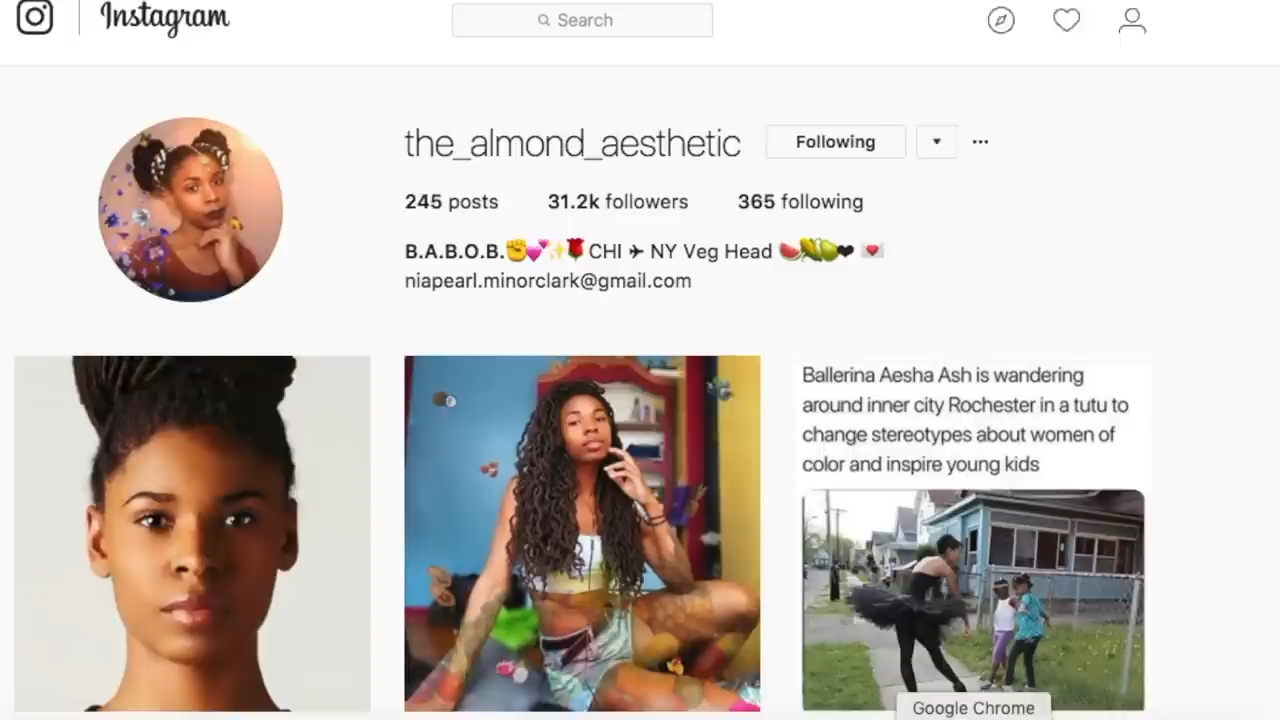 Instagram
Search
the_almond_aesthetic Following
245 posts 31.2k followers 365 following
B.A.B.O.B.✊💕✨🌹CHI ✈ NY Veg Head 🍉🌽🍐❤ 💌
niapearl.minorclark@gmail.com
Ballerina Aesha Ash is wandering
around inner city Rochester in a tutu to
change stereotypes about women of
color and inspire young kids
Google Chrome